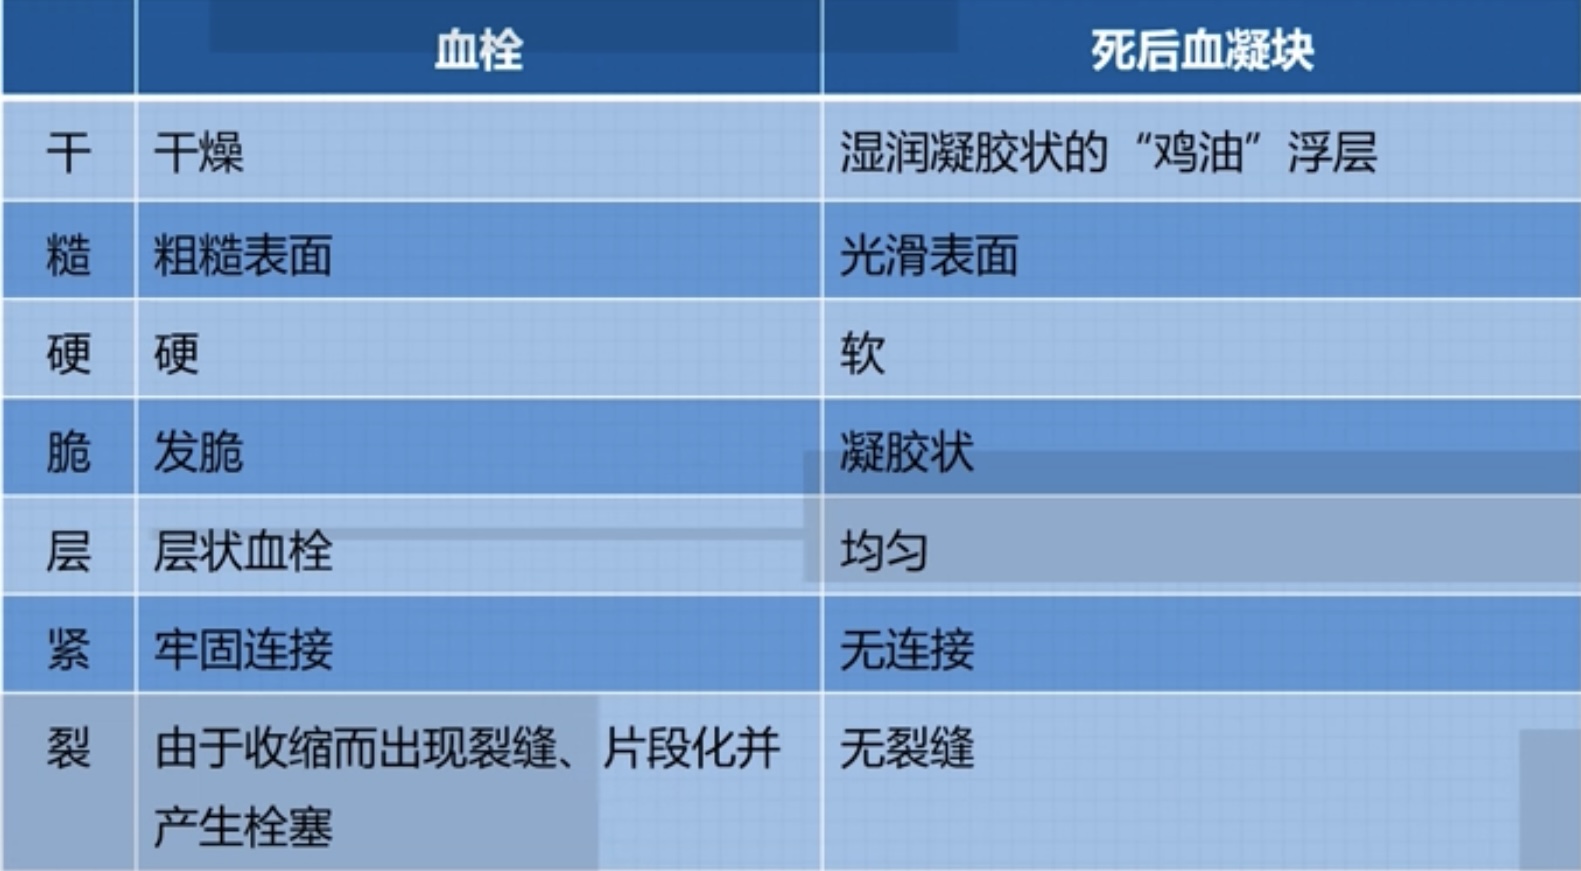 血栓 死后血凝块
干 干燥 湿润凝胶状的“鸡油”浮层
糙 粗糙表面 光滑表面
硬 硬 软
脆 发脆 凝胶状
层 层状血栓 均匀
紧 牢固连接 无连接
裂 由于收缩而出现裂缝、片段化并 无裂缝
产生栓塞